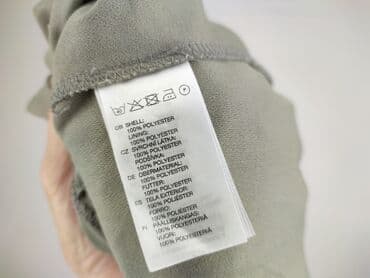 GB SHELL:
100% POLYESTER
LINING:
100% POLYESTER
CZ SVRCHNÍ LÁTKA:
100% POLYESTER
PODŠÍVKA:
100% POLYESTER
DE OBERMATERIAL:
100% POLYESTER
FUTTER:
100% POLYESTER
ES TELA EXTERIOR:
100% POLIÉSTER
FORRO:
100% POLIÉSTER
FI PÄÄLLISKANGAS:
100% POLYESTERIÄ
VUORI:
100% POLYESTERIÄ